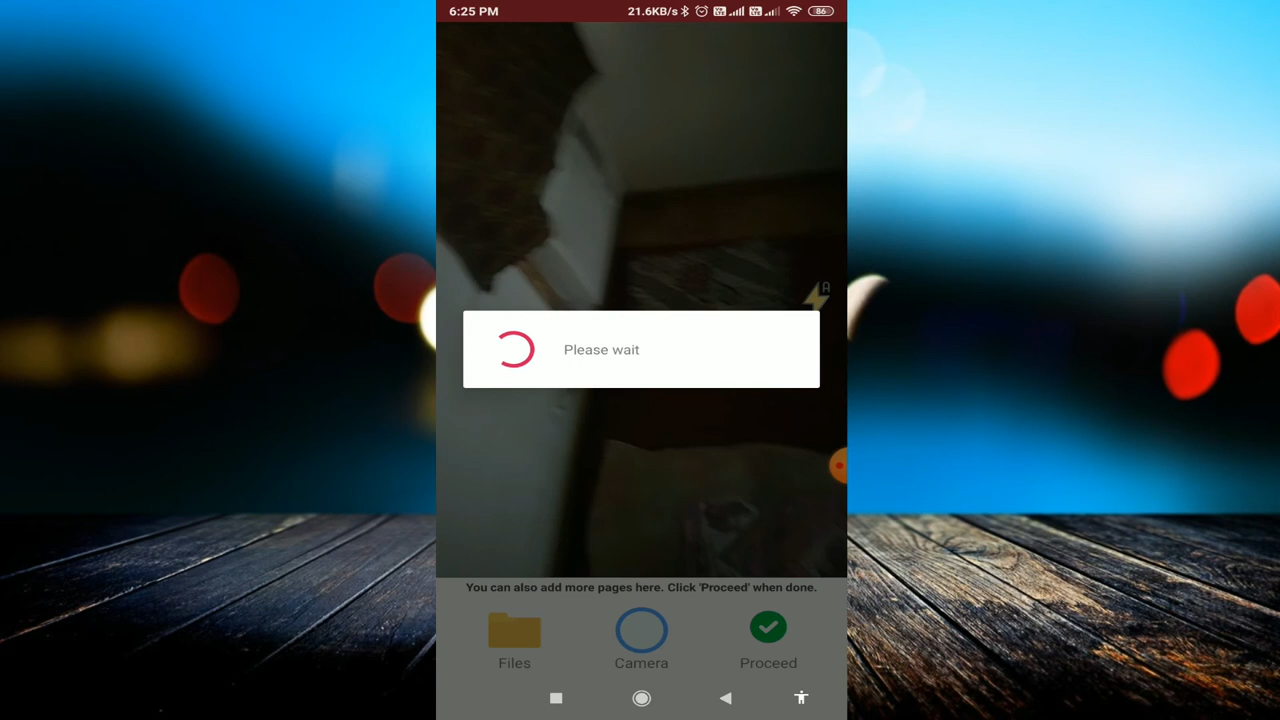 6:25 PM 21.6KB/s 86
A
Please wait
You can also add more pages here. Click 'Proceed' when done.
Files Camera Proceed